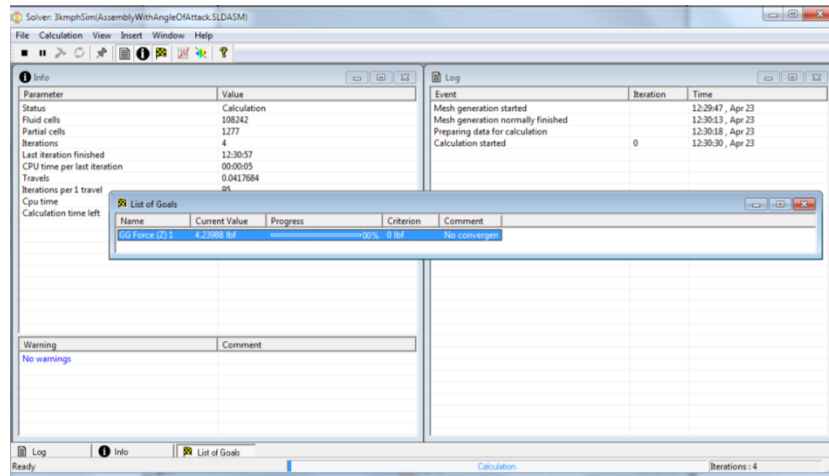 Solver: 3kmphSim(AssemblyWithAngleOfAttack.SLDASM)
File Calculation View Insert Window Help
Info
Parameter Value
Status Calculation
Fluid cells 108242
Partial cells 1277
Iterations 4
Last iteration finished 12:30:57
CPU time per last iteration 00:00:05
Travels 0.0417684
Iterations per 1 travel 95
Cpu time
Calculation time left
Log
Event Iteration Time
Mesh generation started 12:29:47 , Apr 23
Mesh generation normally finished 12:30:13 , Apr 23
Preparing data for calculation 12:30:18 , Apr 23
Calculation started 0 12:30:30 , Apr 23
List of Goals
Name Current Value Progress Criterion Comment
GG Force (Z) 1 4.23988 lbf 00% 0 lbf No convergen
Warning Comment
No warnings
Log Info List of Goals
Ready Calculation Iterations : 4